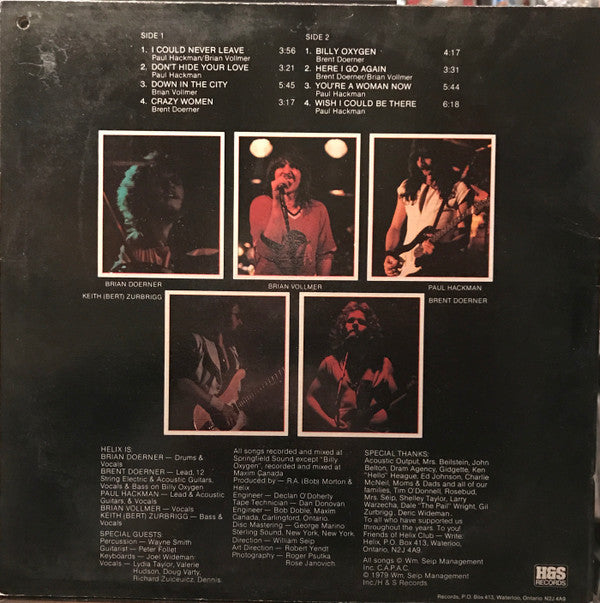 SIDE 1
1. I COULD NEVER LEAVE 3:56
Paul Hackman/Brian Vollmer
2. DON'T HIDE YOUR LOVE 3:21
Paul Hackman
3. DOWN IN THE CITY 5:45
Brian Vollmer
4. CRAZY WOMEN 3:17
Brent Doerner
SIDE 2
1. BILLY OXYGEN 4:17
Brent Doerner
2. HERE I GO AGAIN 3:31
Brent Doerner/Brian Vollmer
3. YOU'RE A WOMAN NOW 5:44
Paul Hackman
4. WISH I COULD BE THERE 6:18
Paul Hackman
BRIAN DOERNER
BRIAN VOLLMER
PAUL HACKMAN
KEITH (BERT) ZURBRIGG
BRENT DOERNER
HELIX IS:
BRIAN DOERNER — Drums &
Vocals
BRENT DOERNER — Lead, 12
String Electric & Acoustic Guitars,
Vocals & Bass on Billy Oxygen
PAUL HACKMAN — Lead & Acoustic
Guitars, & Vocals
BRIAN VOLLMER — Vocals
KEITH (BERT) ZURBRIGG — Bass &
Vocals
SPECIAL GUESTS:
Percussion — Wayne Smith
Guitarist — Peter Follet
Keyboards — Joel Wideman
Vocals — Lydia Taylor, Valerie
Hudson, Doug Varty,
Richard Zuiceuicz, Dennis
All songs recorded and mixed at
Springfield Sound except "Billy
Oxygen", recorded and mixed at
Maxim Canada
Produced by — R.A. (Bob) Morton &
Helix
Engineer — Declan O'Doherty
Tape Technician — Dan Donovan
Engineer — Bob Doble, Maxim
Canada, Carlingford, Ontario.
Disc Mastering — George Marino
Sterling Sound, New York, New York.
Direction — William Seip
Art Direction — Robert Yendt
Photography — Roger Psutka
Rose Janovich.
SPECIAL THANKS:
Acoustic Output, Mrs. Beilstein, John
Belton, Dram Agency, Gidgette, Ken
"Hello" Heague, Ed Johnson, Charlie
McNeil, Moms & Dads and all of our
families, Tim O'Donnell, Rosebud,
Mrs. Seip, Shelley Taylor, Larry
Warzecha, Dale "The Pail" Wright, Gil
Zurbrigg, Deric Wideman.
To all who have supported us
throughout the years. To you!
Friends of Helix Club — Write:
Helix, P.O. Box 413, Waterloo,
Ontario, N2J 4A9
All songs © Wm. Seip Management
Inc. C.A.P.A.C.
© 1979 Wm. Seip Management
Inc./H & S Records
H&S
RECORDS
Records, P.O. Box 413, Waterloo, Ontario N2J 4A9